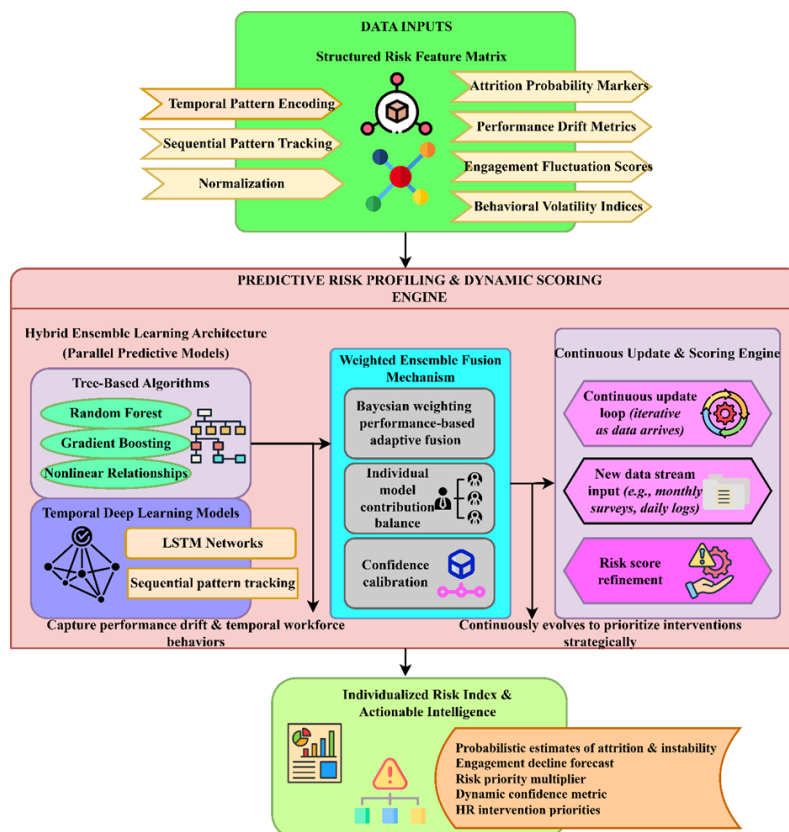 DATA INPUTS
Structured Risk Feature Matrix
Temporal Pattern Encoding
Sequential Pattern Tracking
Normalization
Attrition Probability Markers
Performance Drift Metrics
Engagement Fluctuation Scores
Behavioral Volatility Indices
PREDICTIVE RISK PROFILING & DYNAMIC SCORING
ENGINE
Hybrid Ensemble Learning Architecture
(Parallel Predictive Models)
Tree-Based Algorithms
Random Forest
Gradient Boosting
Nonlinear Relationships
Temporal Deep Learning Models
LSTM Networks
Sequential pattern tracking
Capture performance drift & temporal workforce
behaviors
Weighted Ensemble Fusion
Mechanism
Bayesian weighting
performance-based
adaptive fusion
Individual
model
contribution
balance
Confidence
calibration
Continuous Update & Scoring Engine
Continuous update
loop (iterative
as data arrives)
New data stream
input (e.g., monthly
surveys, daily logs)
Risk score
refinement
Continuously evolves to prioritize interventions
strategically
Individualized Risk Index &
Actionable Intelligence
Probabilistic estimates of attrition & instability
Engagement decline forecast
Risk priority multiplier
Dynamic confidence metric
HR intervention priorities